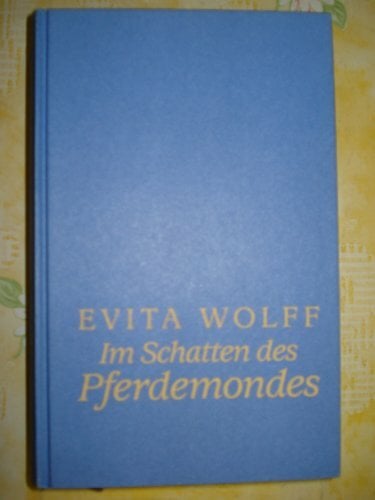 EVITA WOLFF
Im Schatten des
Pferdemondes